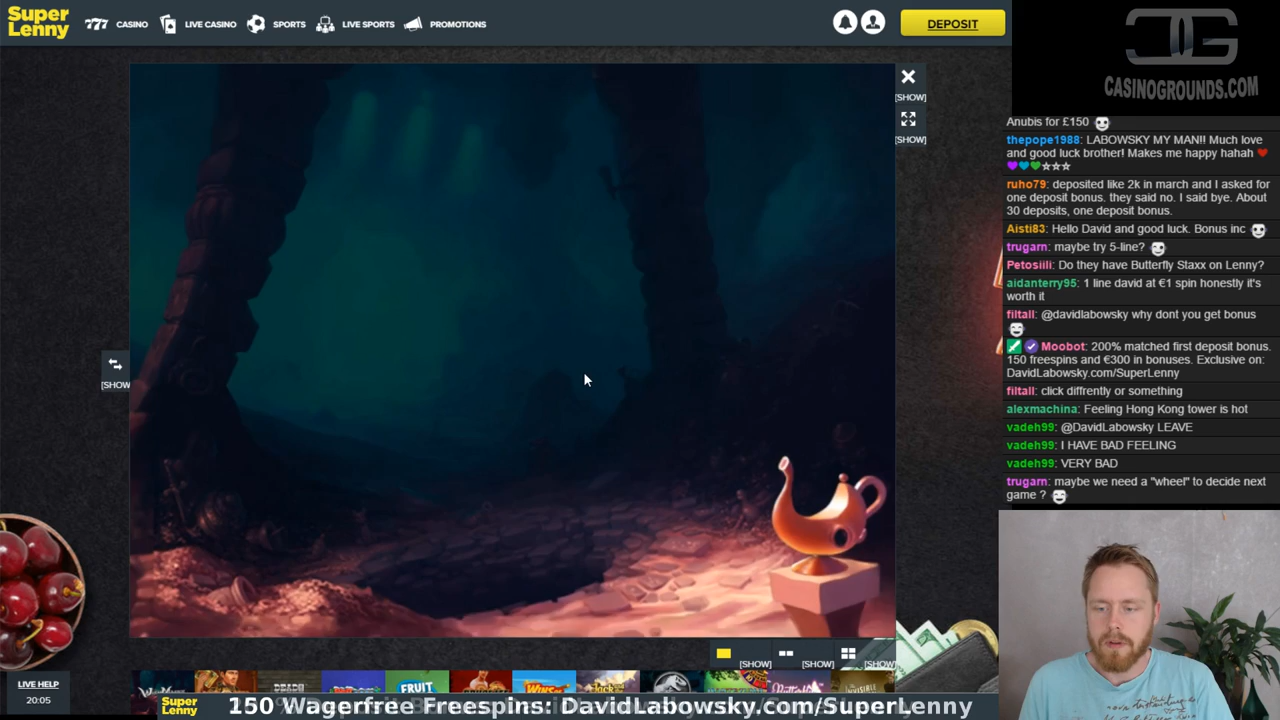 Super
Lenny
777 CASINO
LIVE CASINO
SPORTS
LIVE SPORTS
PROMOTIONS
DEPOSIT
CG
CASINOGROUNDS.COM
[SHOW]
[SHOW]
[SHOW
Anubis for £150
thepope1988: LABOWSKY MY MAN!! Much love
and good luck brother! Makes me happy hahah
ruho79: deposited like 2k in march and I asked for
one deposit bonus. they said no. I said bye. About
30 deposits, one deposit bonus.
Aisti83: Hello David and good luck. Bonus inc
trugarn: maybe try 5-line?
Petosiili: Do they have Butterfly Staxx on Lenny?
aidanterry95: 1 line david at €1 spin honestly it's
worth it
filtall: @davidlabowsky why dont you get bonus
Moobot: 200% matched first deposit bonus.
150 freespins and €300 in bonuses. Exclusive on:
DavidLabowsky.com/SuperLenny
filtall: click diffrently or something
alexmachina: Feeling Hong Kong tower is hot
vadeh99: @DavidLabowsky LEAVE
vadeh99: I HAVE BAD FEELING
vadeh99: VERY BAD
trugarn: maybe we need a "wheel" to decide next
game ?
[SHOW]
[SHOW]
[SHOW]
LIVE HELP
20:05
FRUIT
Super
Lenny
150 Wagerfree Freespins: DavidLabowsky.com/SuperLenny